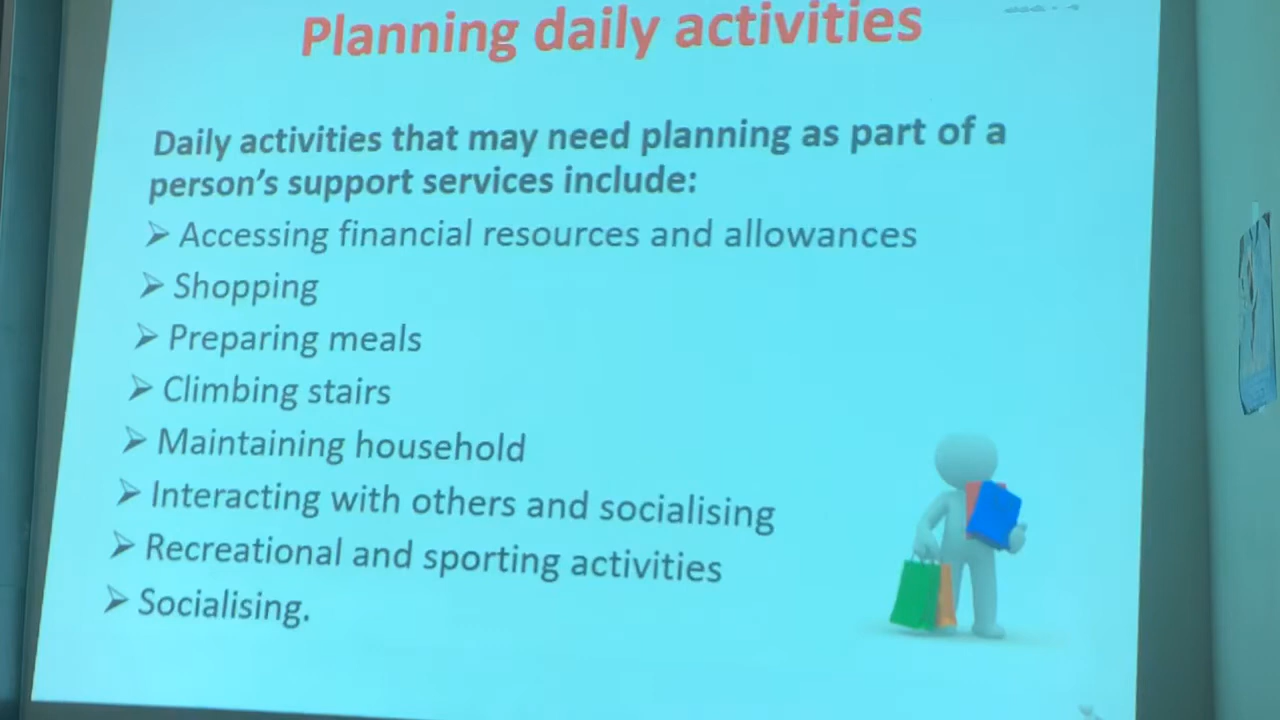 Planning daily activities
Daily activities that may need planning as part of a
person's support services include:
➢ Accessing financial resources and allowances
➢ Shopping
➢ Preparing meals
➢ Climbing stairs
➢ Maintaining household
➢ Interacting with others and socialising
➢ Recreational and sporting activities
➢ Socialising.